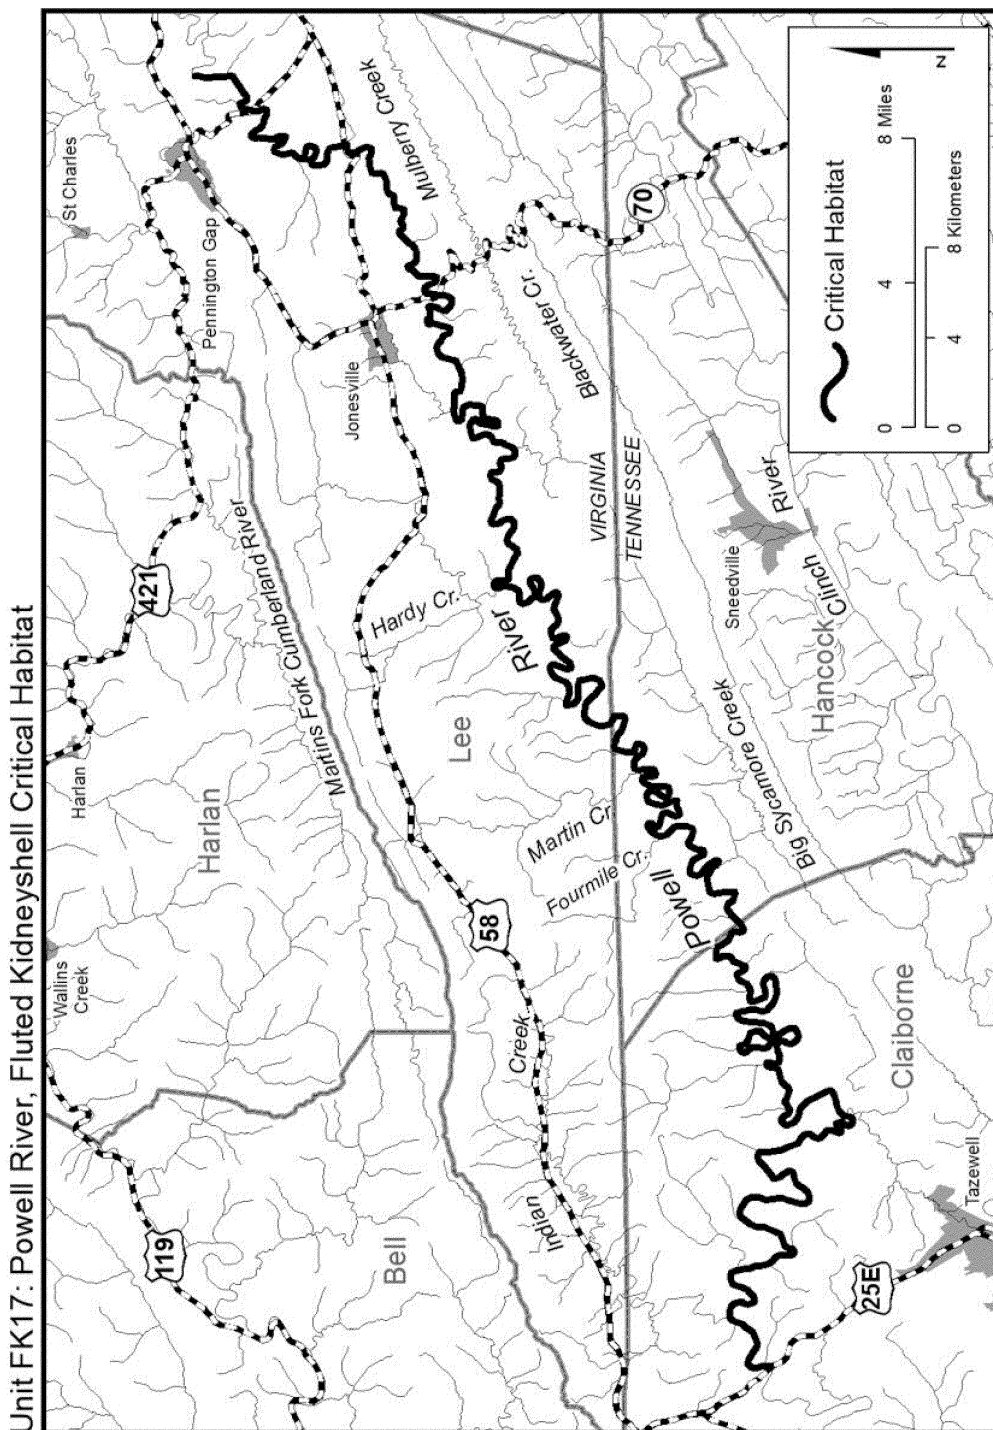 Unit FK17: Powell River, Fluted Kidneyshell Critical Habitat
St Charles
Pennington Gap
421
Harlan
Wallins
Creek
119
Harlan
Martins Fork Cumberland River
Bell
Jonesville
Mulberry Creek
Hardy Cr.
Lee
58
Indian
Creek
Blackwater Cr.
70
River
Martin Cr.
Fourmile Cr.
Powell
VIRGINIA
TENNESSEE
Sneedville
Clinch
River
Hancock
Big Sycamore Creek
Claiborne
25E
Tazewell
Critical Habitat
0
4
8 Miles
0
4
8 Kilometers
N